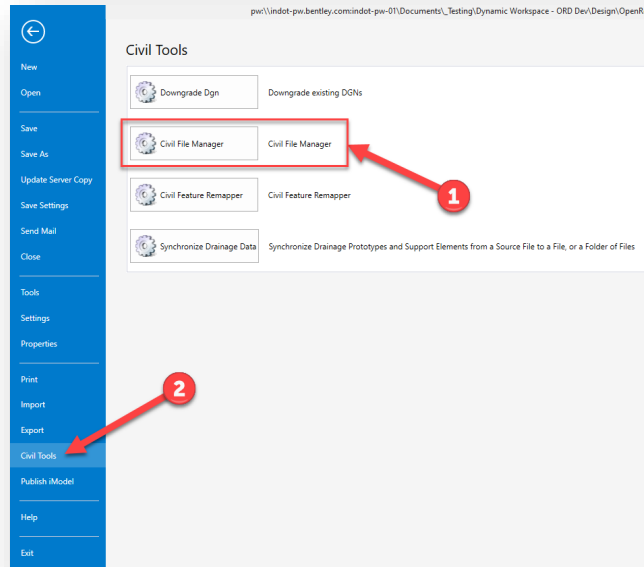 pw:\\indot-pw.bentley.com:indot-pw-01\Documents\_Testing\Dynamic Workspace - ORD Dev\Design\OpenR
Civil Tools
New
Open
Save
Save As
Update Server Copy
Save Settings
Send Mail
Close
Tools
Settings
Properties
Print
Import
Export
Civil Tools
Publish iModel
Help
Exit
Downgrade Dgn Downgrade existing DGNs
Civil File Manager Civil File Manager
1
Civil Feature Remapper Civil Feature Remapper
Synchronize Drainage Data Synchronize Drainage Prototypes and Support Elements from a Source File to a File, or a Folder of Files
2